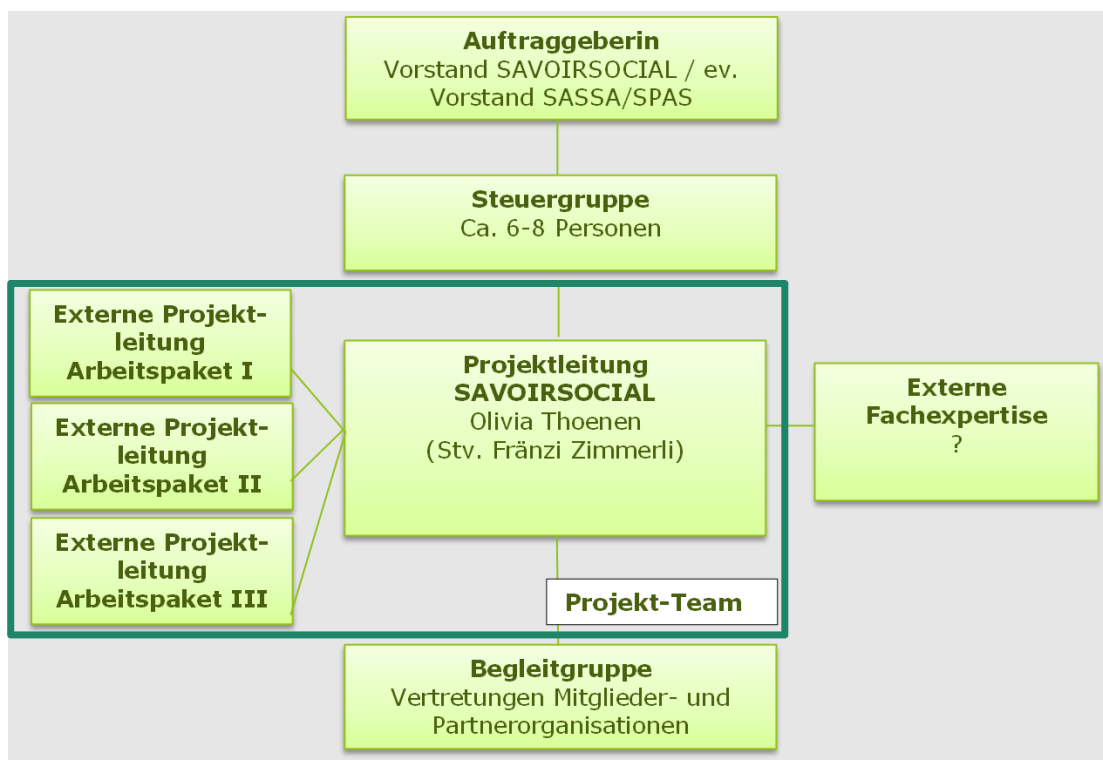 Auftraggeberin
Vorstand SAVOIRSOCIAL / ev.
Vorstand SASSA/SPAS
Steuergruppe
Ca. 6-8 Personen
Externe Projekt-
leitung
Arbeitspaket I
Externe Projekt-
leitung
Arbeitspaket II
Externe Projekt-
leitung
Arbeitspaket III
Projektleitung
SAVOIRSOCIAL
Olivia Thoenen
(Stv. Fränzi Zimmerli)
Externe
Fachexpertise
?
Projekt-Team
Begleitgruppe
Vertretungen Mitglieder- und
Partnerorganisationen